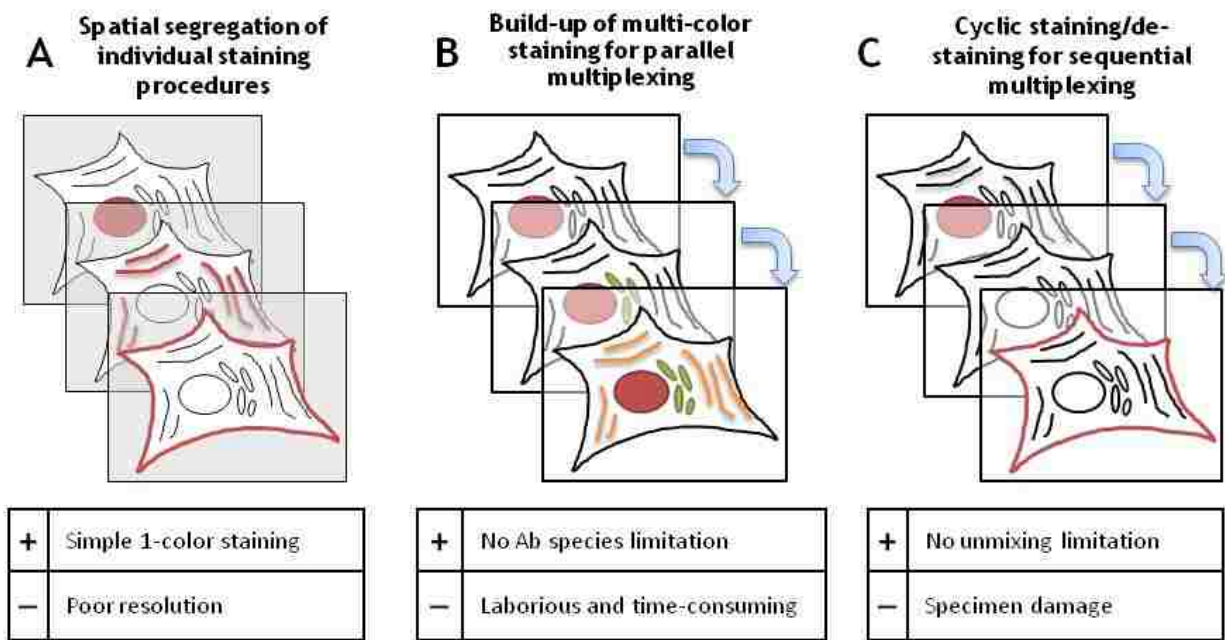 A
Spatial segregation of
individual staining
procedures
B
Build-up of multi-color
staining for parallel
multiplexing
C
Cyclic staining/de-
staining for sequential
multiplexing
+ Simple 1-color staining
– Poor resolution
+ No Ab species limitation
– Laborious and time-consuming
+ No unmixing limitation
– Specimen damage